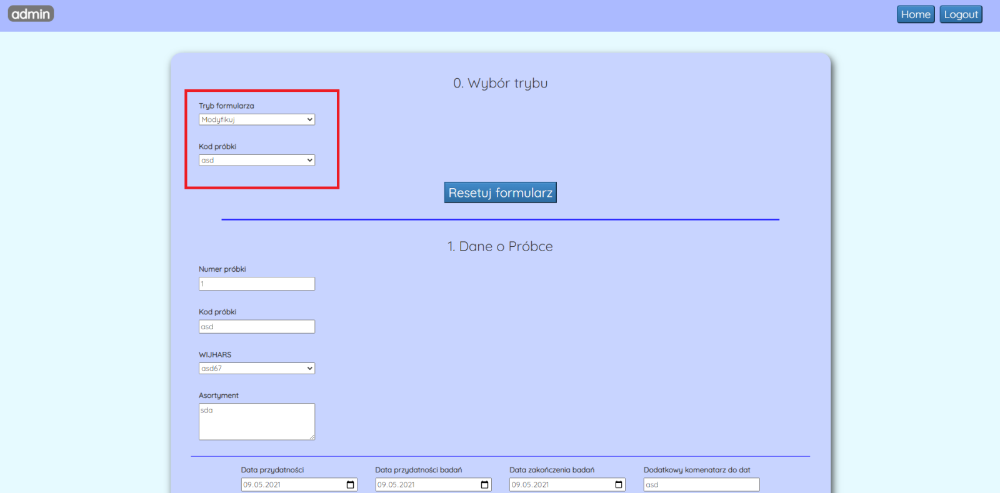 admin
Home
Logout
0. Wybór trybu
Tryb formularza
Modyfikuj
Kod próbki
asd
Resetuj formularz
1. Dane o Próbce
Numer próbki
1
Kod próbki
asd
WIJHARS
asd67
Asortyment
sda
Data przydatności
Data przydatności badań
Data zakończenia badań
Dodatkowy komenatarz do dat
09.05.2021
09.05.2021
09.05.2021
asd